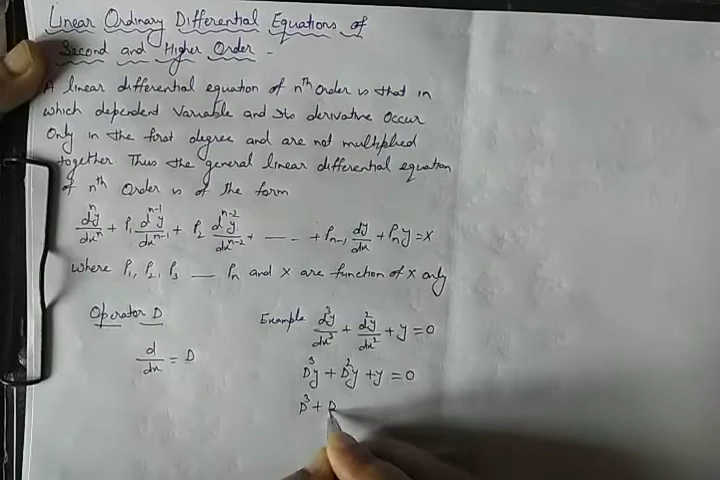 Linear Ordinary Differential Equations of
Second and Higher Order -
A linear differential equation of nth order is that in
which dependent Variable and its derivative occur
Only in the first degree and are not multiplied
together. Thus the general linear differential equation
of nth Order is of the form
dⁿy/dxⁿ + P₁ dⁿ⁻¹y/dxⁿ⁻¹ + P₂ dⁿ⁻²y/dxⁿ⁻² + — — - + Pₙ₋₁ dy/dx + Pₙy = X
where P₁, P₂, P₃ — Pₙ and X are function of X only
Operator D
d/dx = D
Example d³y/dx³ + d²y/dx² + y = 0
D³y + D²y + y = 0
D³ + D